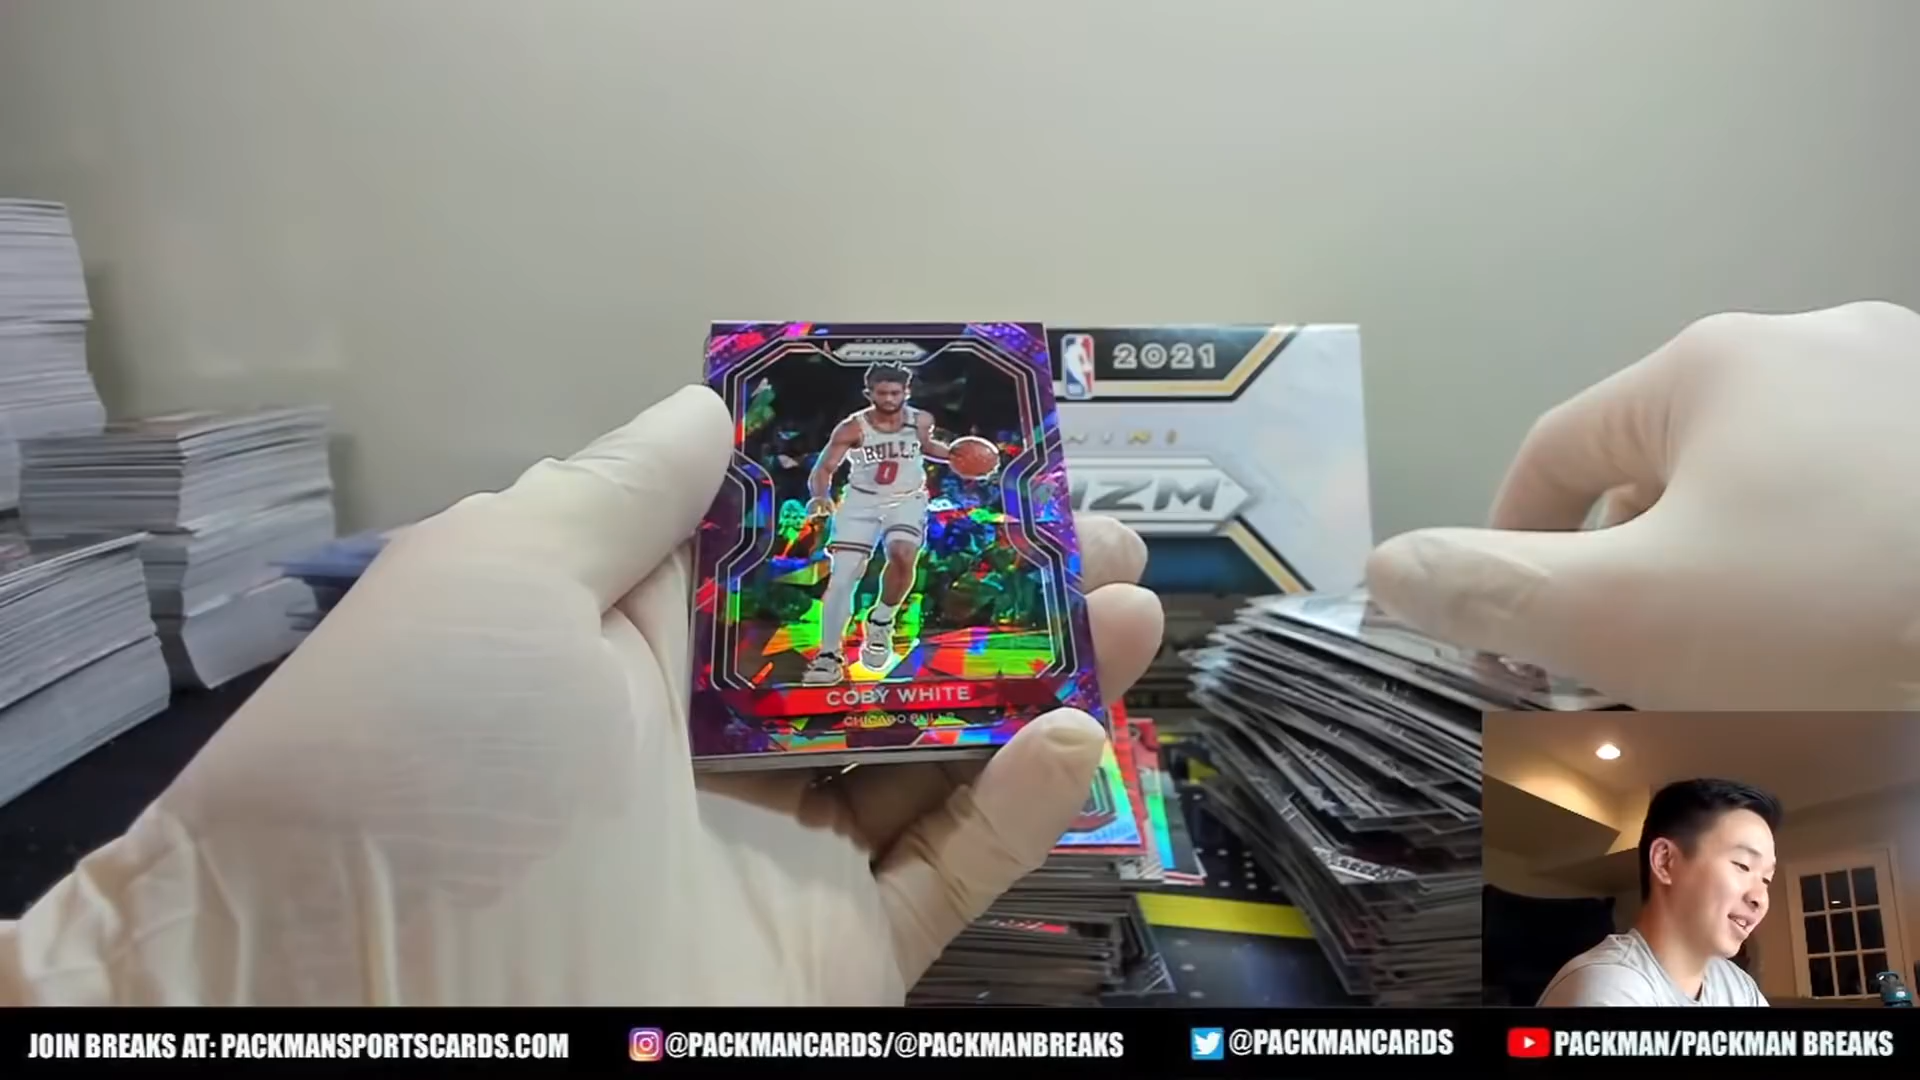 PANINI
PRIZM
BULLS
0
COBY WHITE
CHICAGO BULLS
2021
JOIN BREAKS AT: PACKMANSPORTSCARDS.COM
@PACKMANCARDS/@PACKMANBREAKS
@PACKMANCARDS
PACKMAN/PACKMAN BREAKS